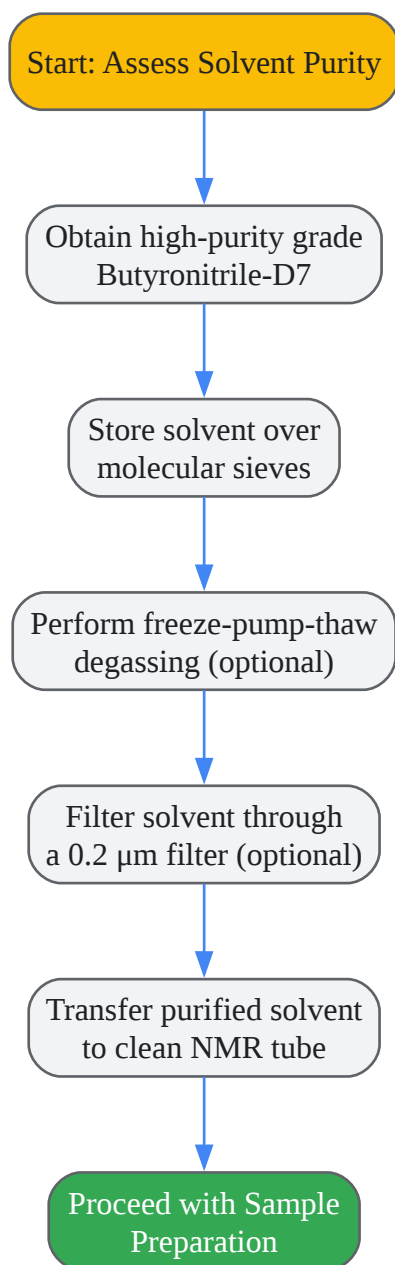 Start: Assess Solvent Purity
Obtain high-purity grade
Butyronitrile-D7
Store solvent over
molecular sieves
Perform freeze-pump-thaw
degassing (optional)
Filter solvent through
a 0.2 μm filter (optional)
Transfer purified solvent
to clean NMR tube
Proceed with Sample
Preparation